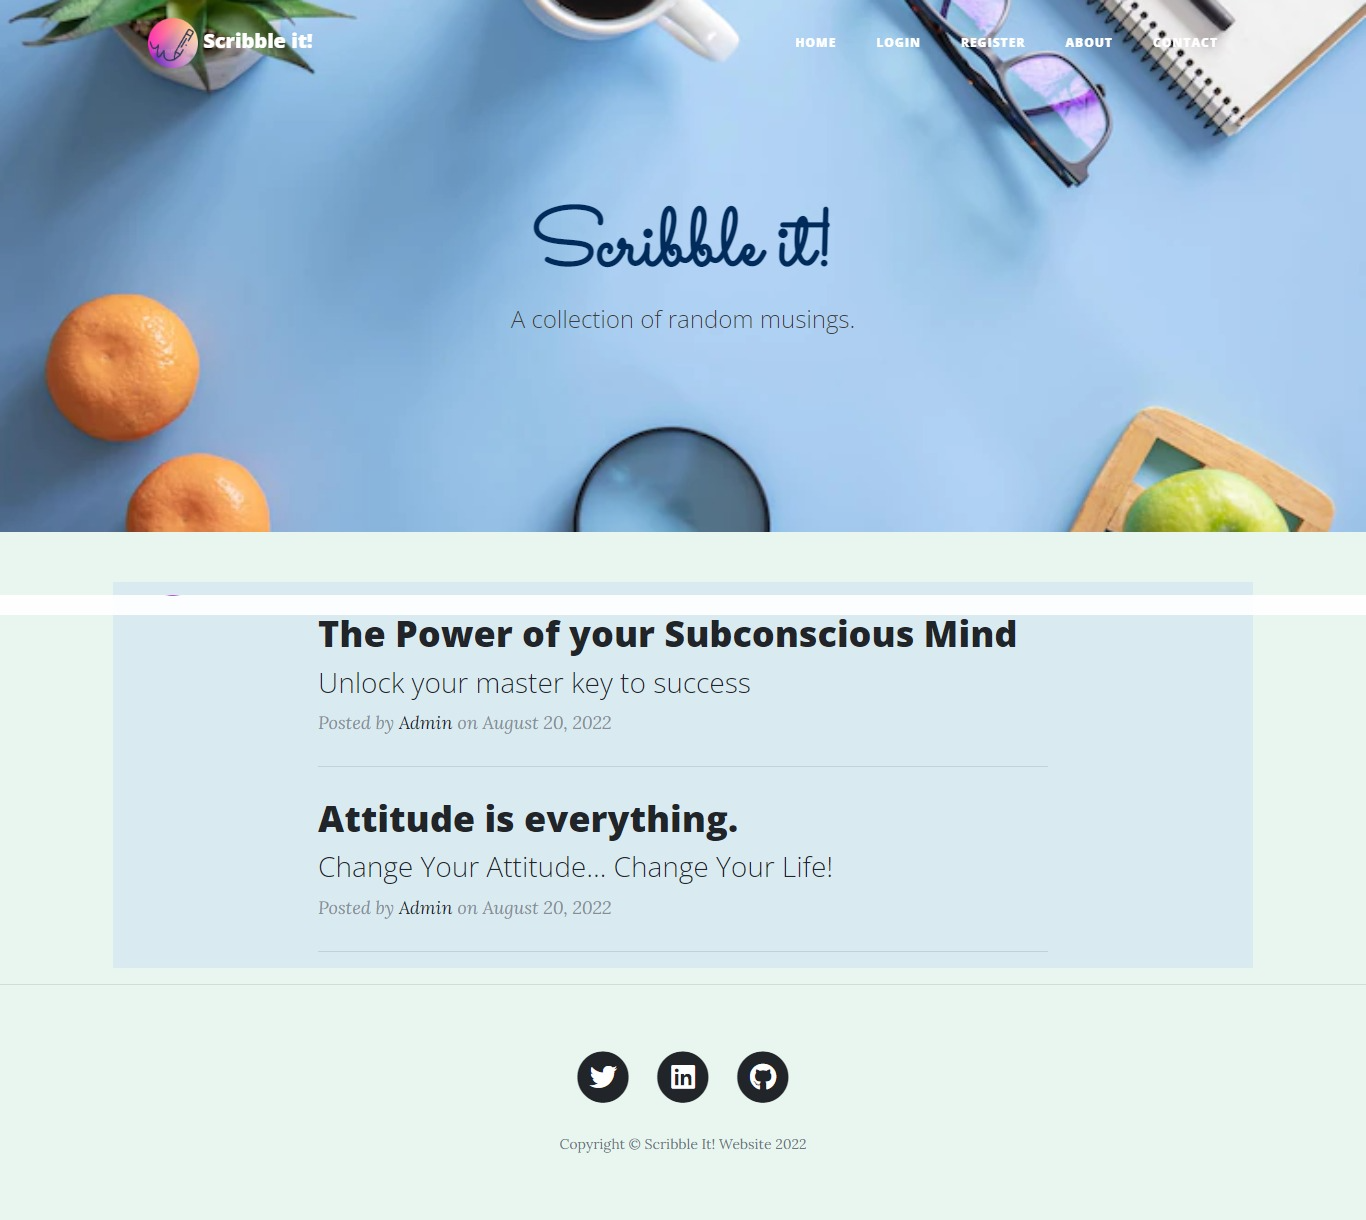 Scribble it!
HOME LOGIN REGISTER ABOUT CONTACT
Scribble it!
A collection of random musings.
The Power of your Subconscious Mind
Unlock your master key to success
Posted by Admin on August 20, 2022
Attitude is everything.
Change Your Attitude... Change Your Life!
Posted by Admin on August 20, 2022
Copyright © Scribble It! Website 2022